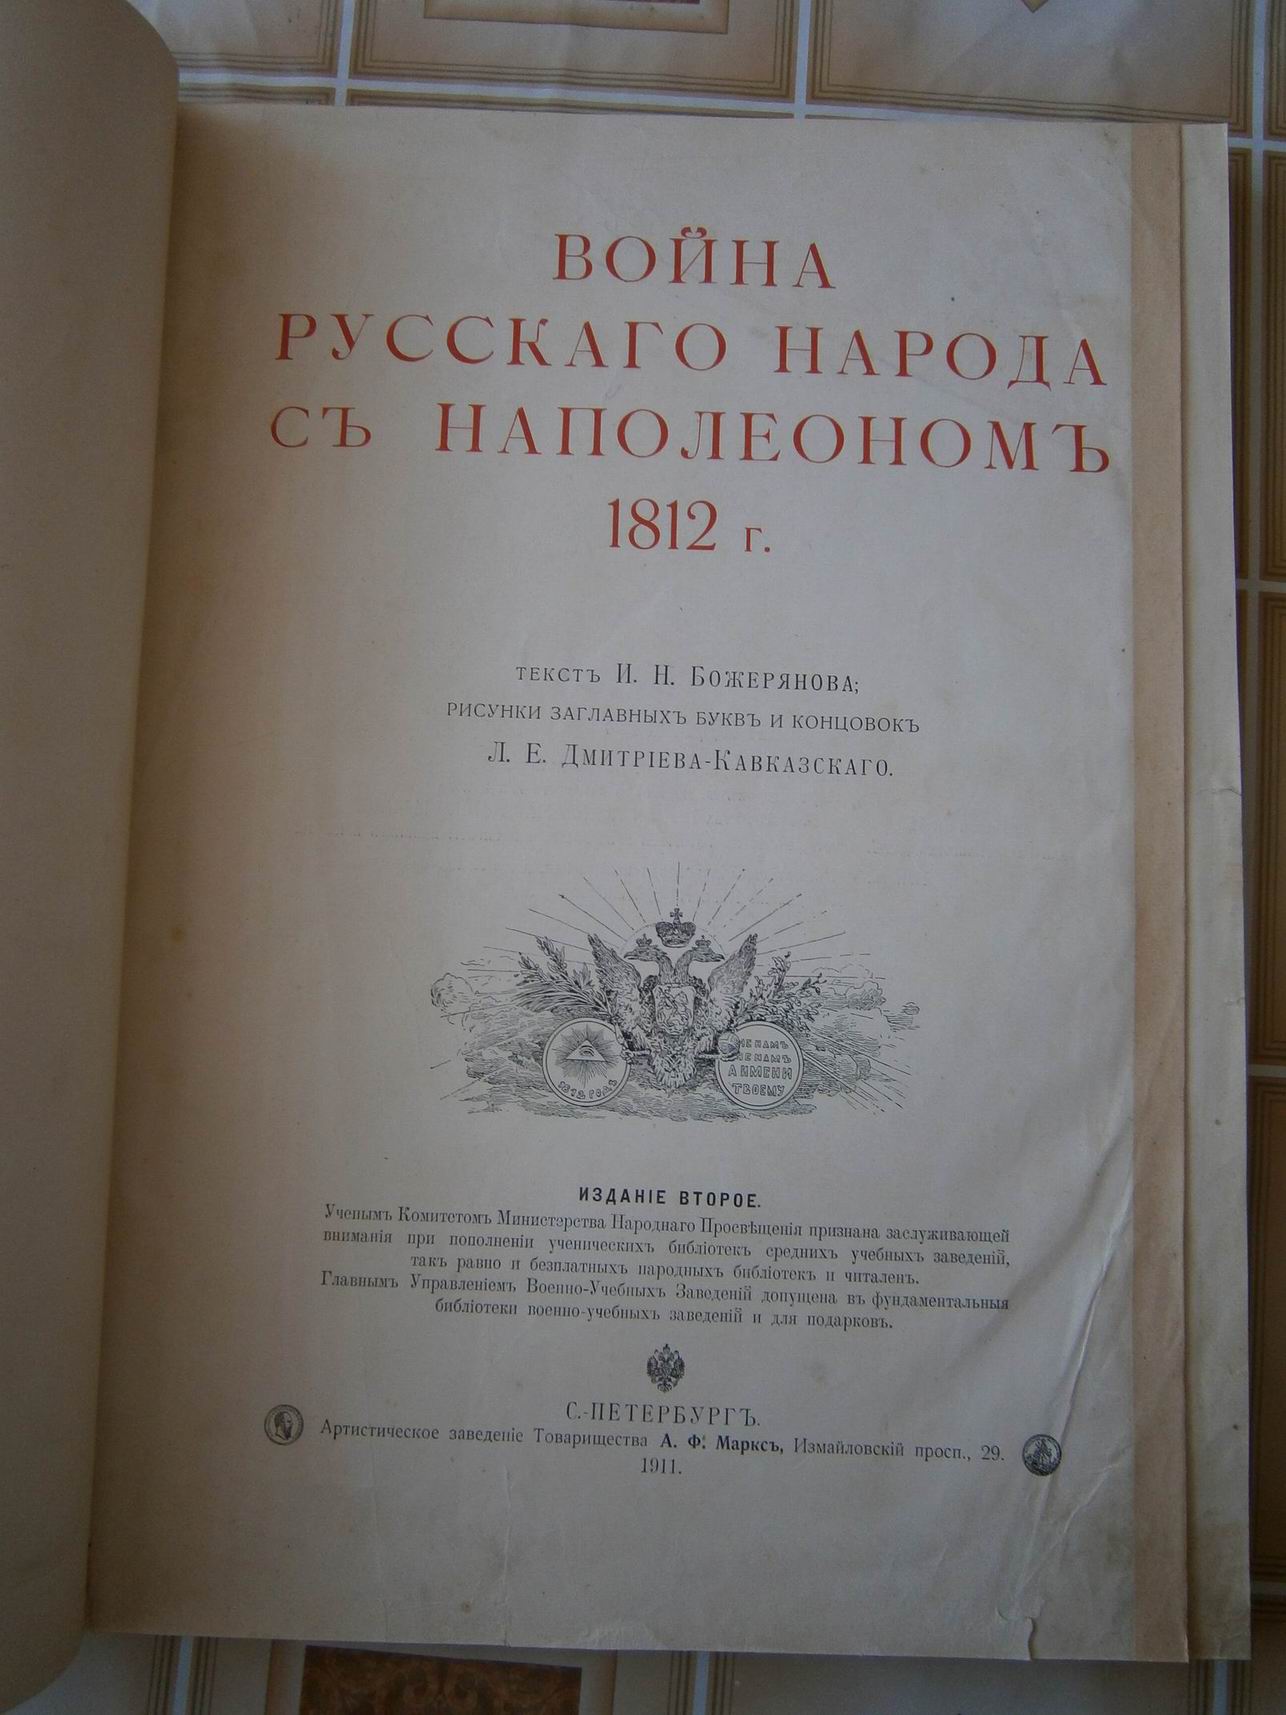 ВОЙНА
РУССКАГО НАРОДА
СЪ НАПОЛЕОНОМЪ
1812 г.
ТЕКСТЪ И. Н. БОЖЕРЯНОВА;
РИСУНКИ ЗАГЛАВНЫХЪ БУКВЪ И КОНЦОВОКЪ
Л. Е. ДМИТРІЕВА-КАВКАЗСКАГО.
1812 ГОДЪ
НЕ НАМЪ
НЕ НАМЪ
А ИМЕНИ
ТВОЕМУ
ИЗДАНІЕ ВТОРОЕ.
Ученымъ Комитетомъ Министерства Народнаго Просвѣщенія признана заслуживающей
вниманія при пополненіи ученическихъ библіотекъ среднихъ учебныхъ заведеній,
такъ равно и безплатныхъ народныхъ библіотекъ и читаленъ.
Главнымъ Управленіемъ Военно-Учебныхъ Заведеній допущена въ фундаментальныя
библіотеки военно-учебныхъ заведеній и для подарковъ.
С.-ПЕТЕРБУРГЪ.
Артистическое заведеніе Товарищества А. Ф. Марксъ, Измайловскій просп., 29.
1911.